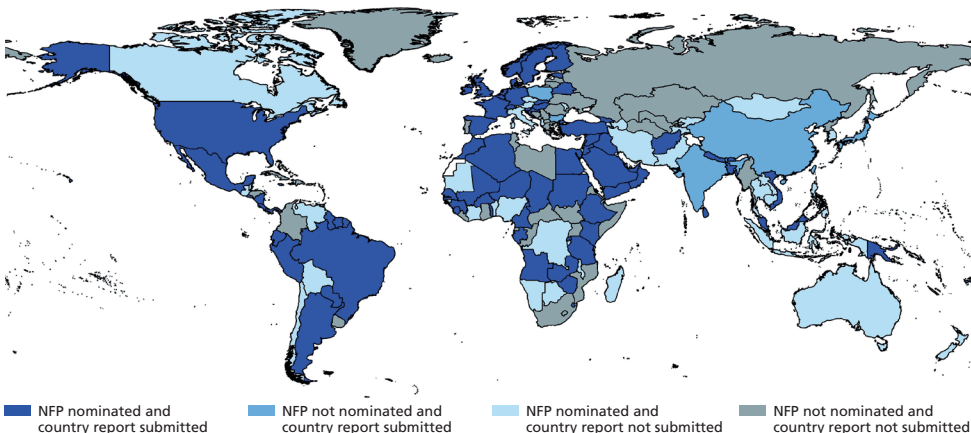 NFP nominated and
country report submitted
NFP not nominated and
country report submitted
NFP nominated and
country report not submitted
NFP not nominated and
country report not submitted